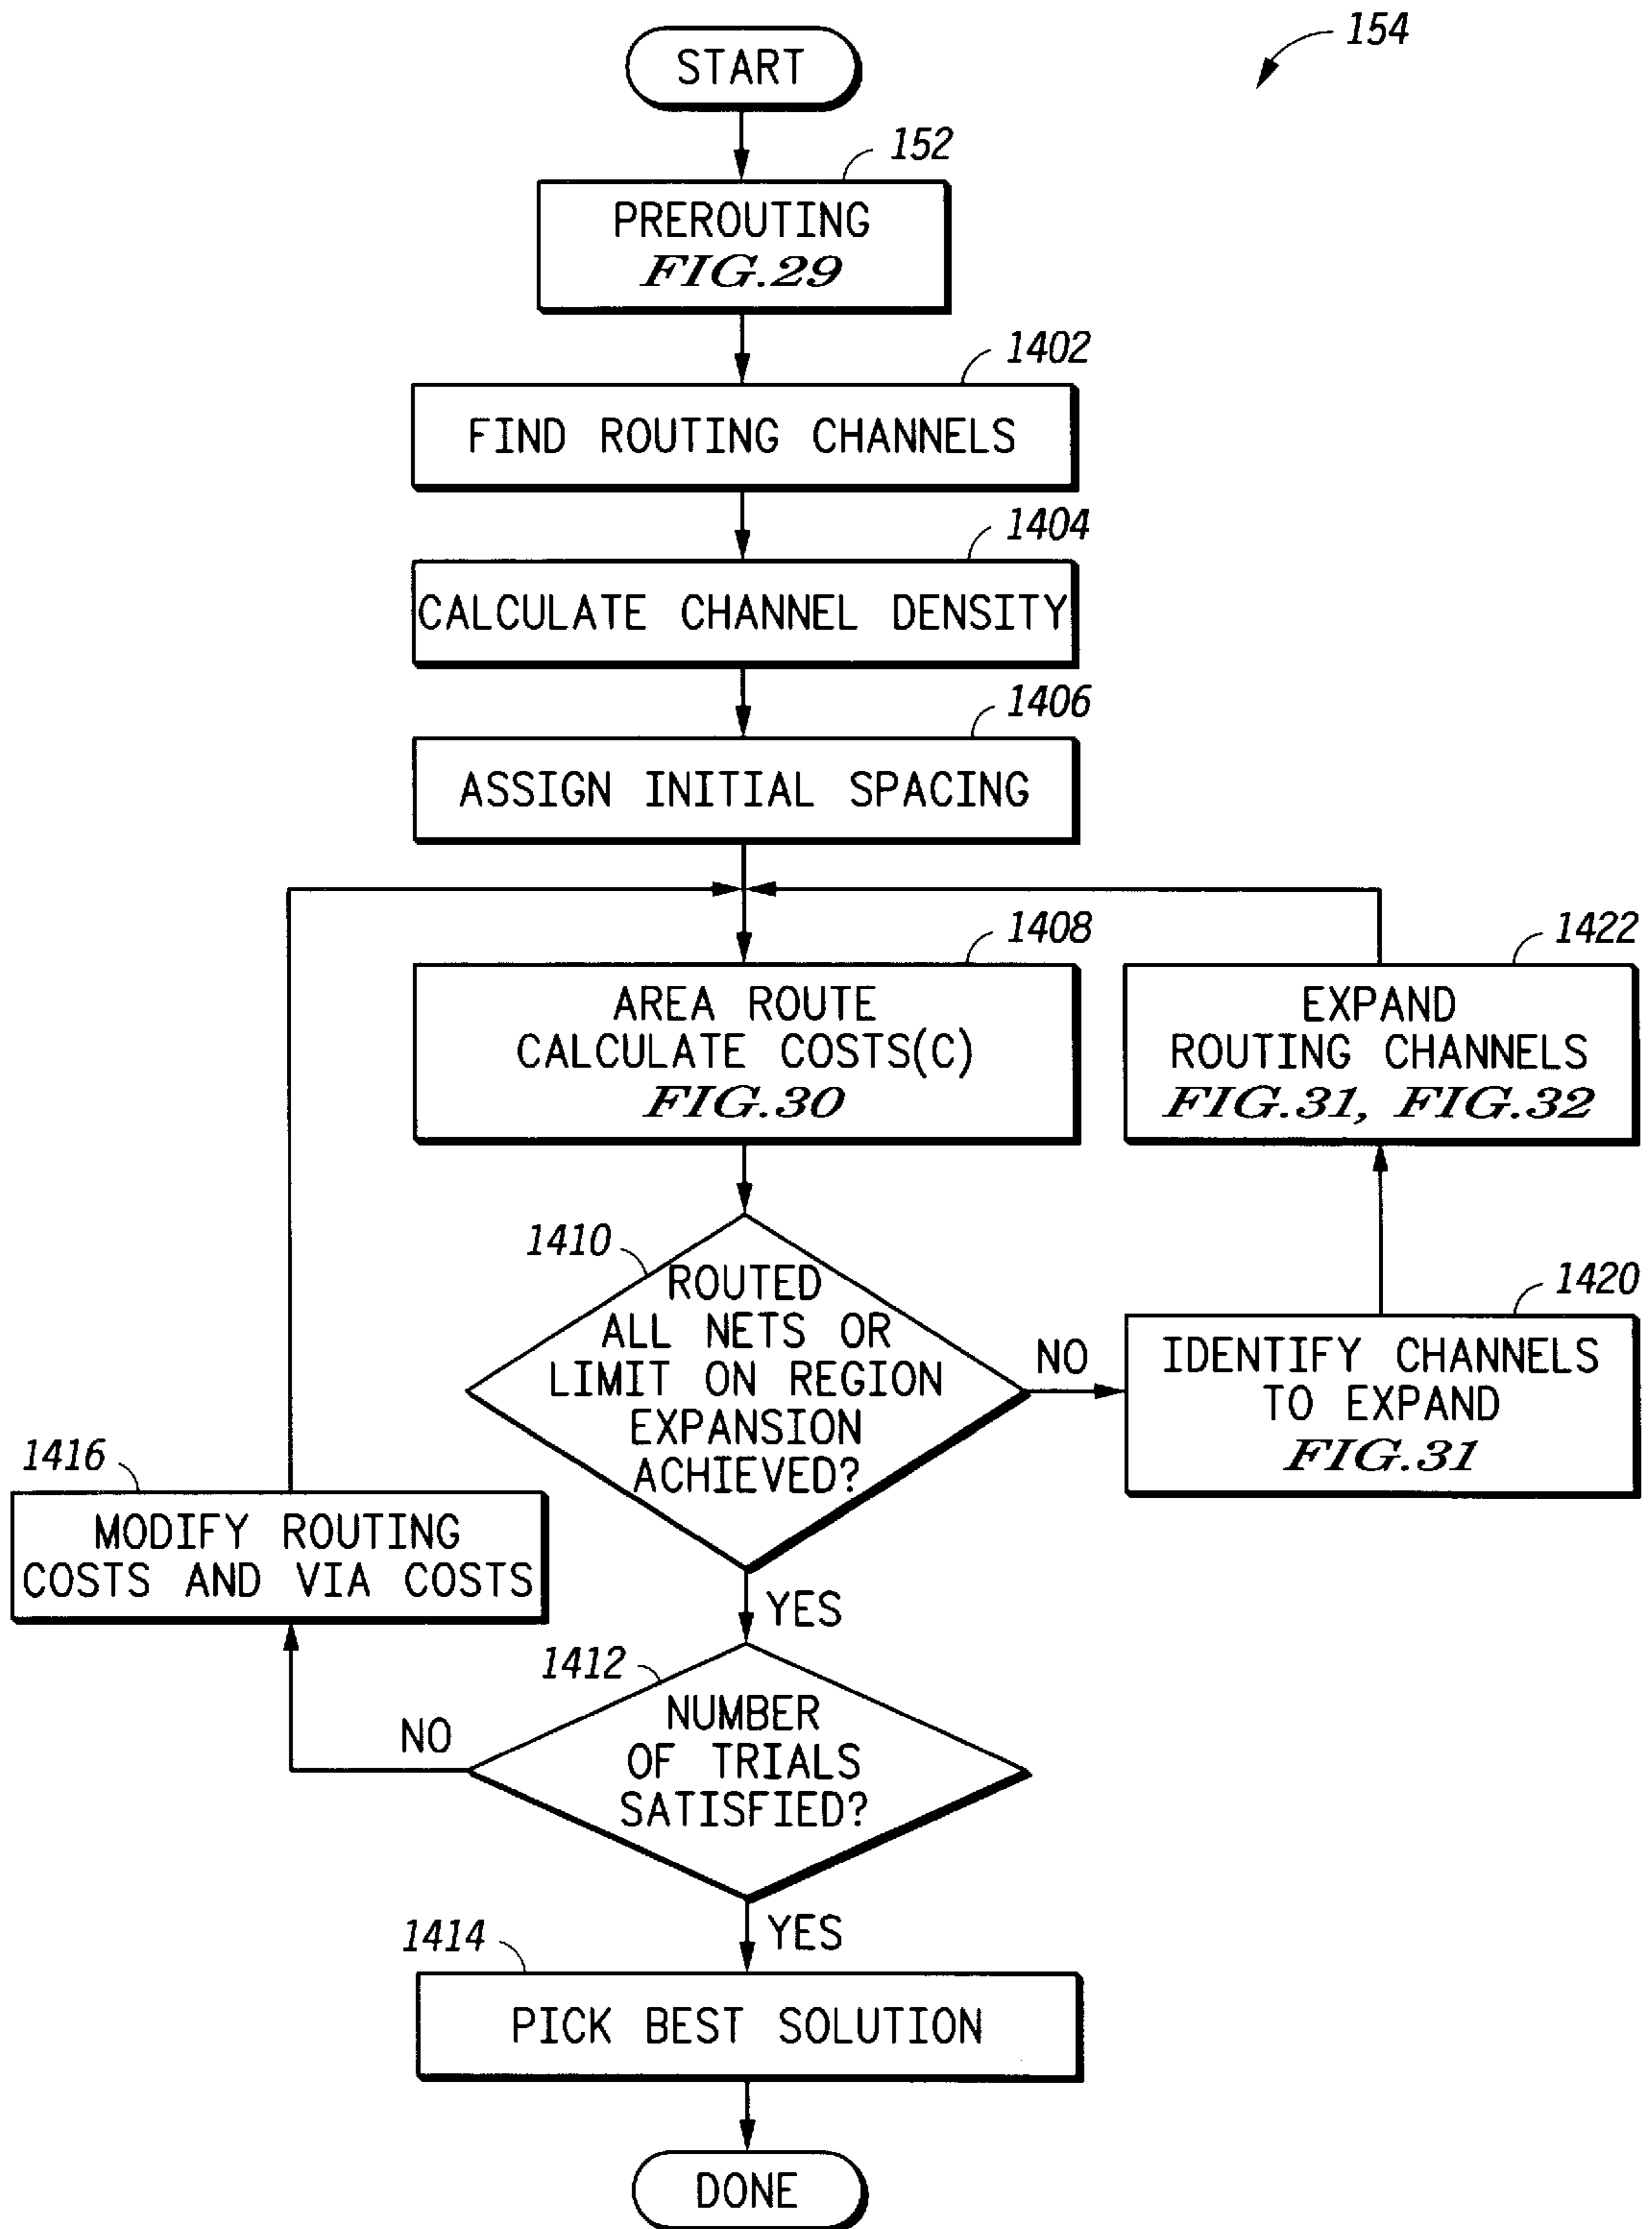 154
START
152
PREROUTING
FIG.29
1402
FIND ROUTING CHANNELS
1404
CALCULATE CHANNEL DENSITY
1406
ASSIGN INITIAL SPACING
1408
AREA ROUTE
CALCULATE COSTS(C)
FIG.30
1422
EXPAND
ROUTING CHANNELS
FIG.31, FIG.32
1410
ROUTED
ALL NETS OR
LIMIT ON REGION
EXPANSION
ACHIEVED?
NO
1420
IDENTIFY CHANNELS
TO EXPAND
FIG.31
1416
MODIFY ROUTING
COSTS AND VIA COSTS
YES
1412
NUMBER
OF TRIALS
SATISFIED?
NO
YES
1414
PICK BEST SOLUTION
DONE